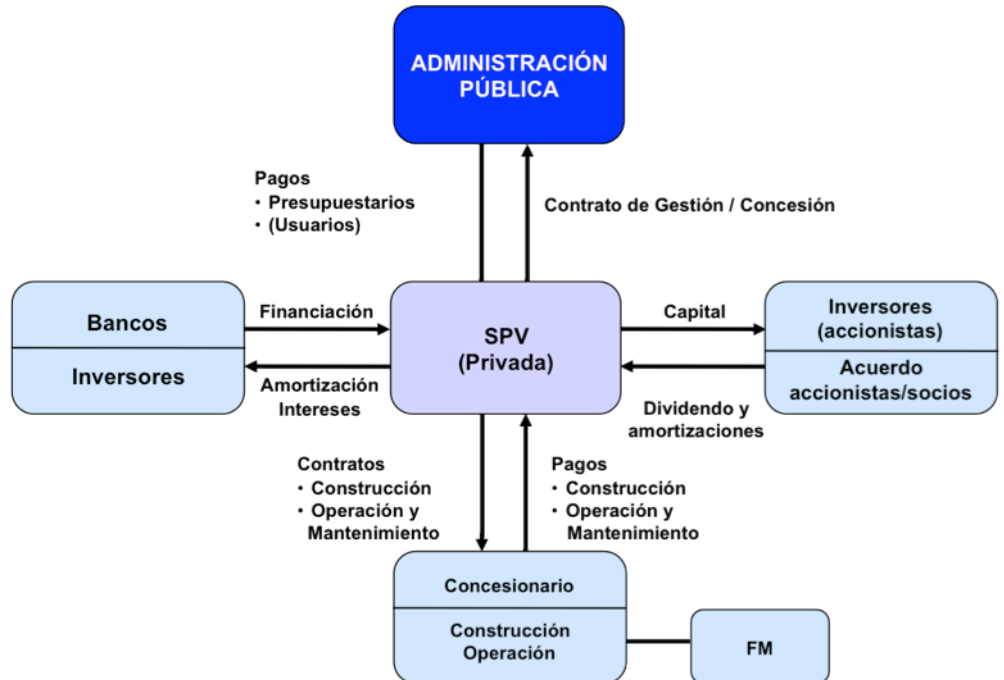 ADMINISTRACIÓN
PÚBLICA
Pagos
· Presupuestarios
· (Usuarios)
Contrato de Gestión / Concesión
Bancos
Inversores
Financiación
Amortización
Intereses
SPV
(Privada)
Capital
Dividendo y
amortizaciones
Inversores
(accionistas)
Acuerdo
accionistas/socios
Contratos
· Construcción
· Operación y
Mantenimiento
Pagos
· Construcción
· Operación y
Mantenimiento
Concesionario
Construcción
Operación
FM